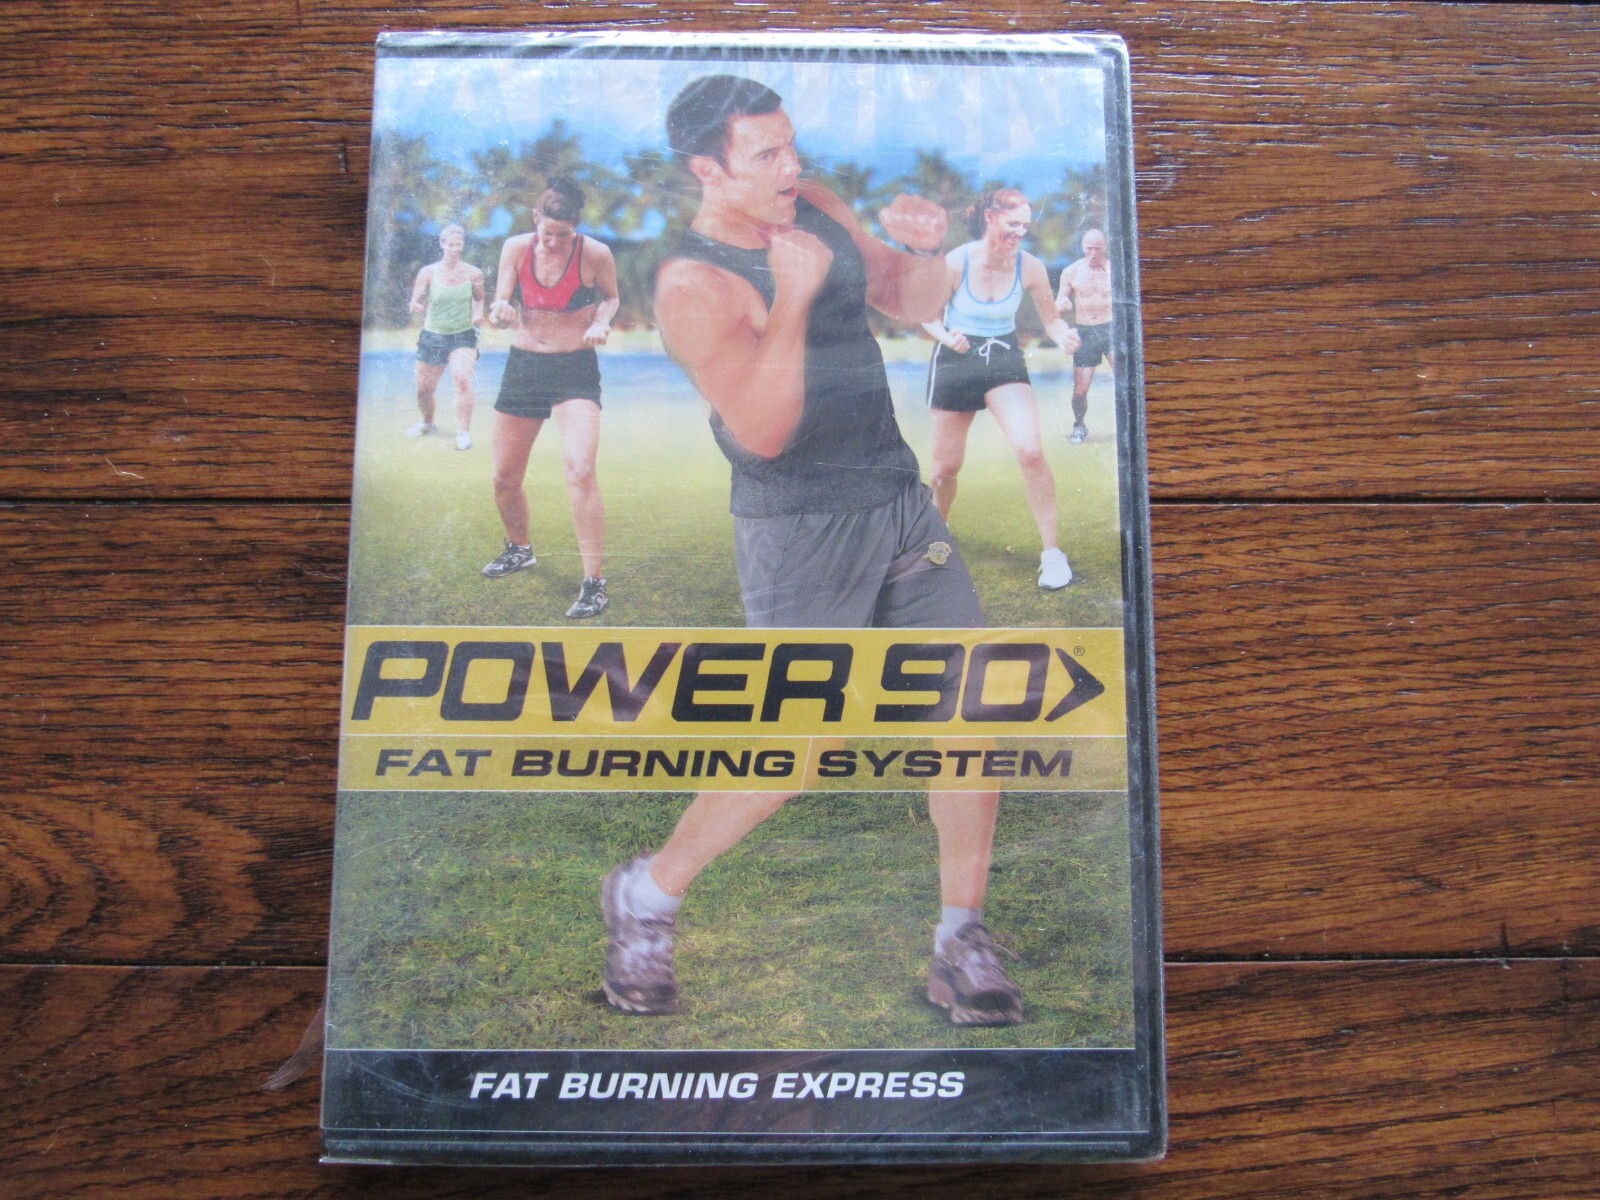 POWER 90®
FAT BURNING SYSTEM
FAT BURNING EXPRESS